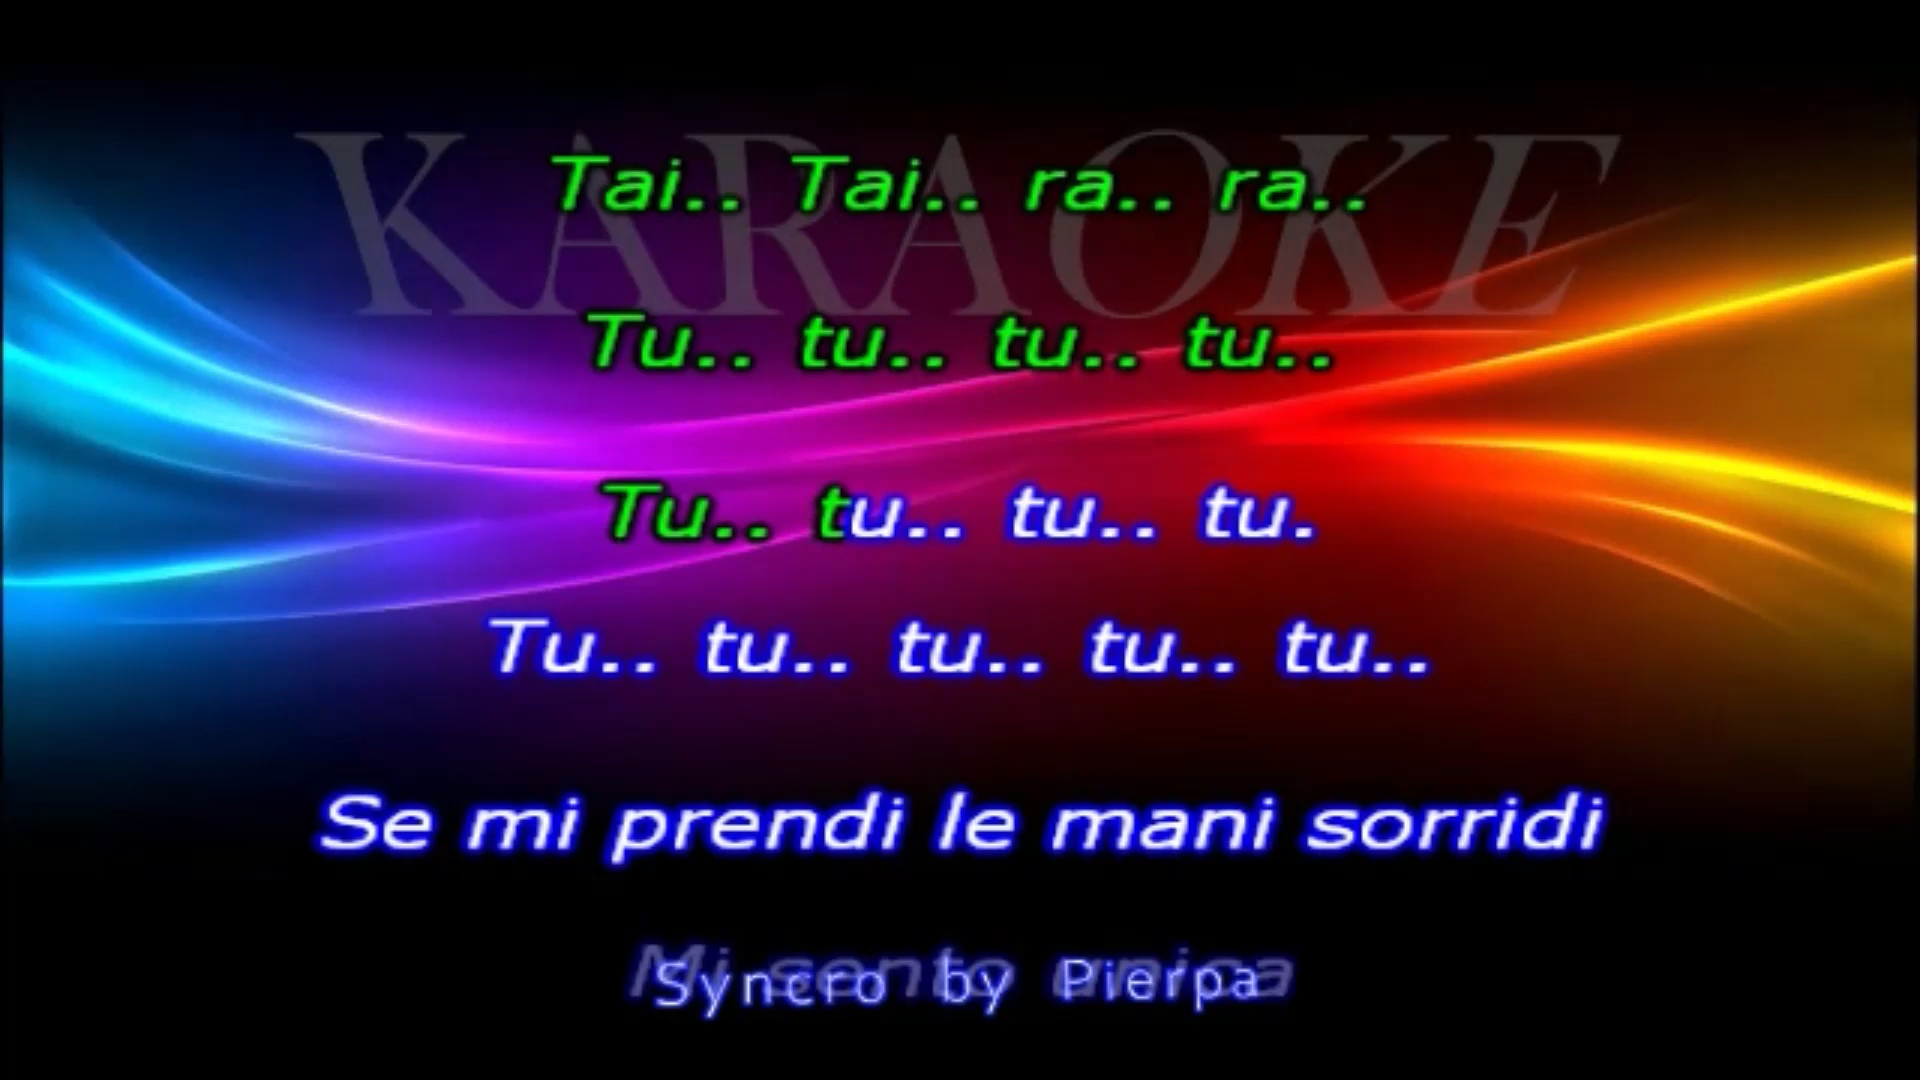 KARAOKE
Tai.. Tai.. ra.. ra..
Tu.. tu.. tu.. tu..
Tu.. tu.. tu.. tu.
Tu.. tu.. tu.. tu.. tu..
Se mi prendi le mani sorridi
Mi sento unica
Syncro by Pierpa